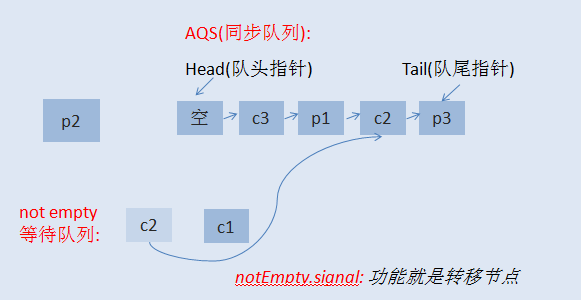 AQS(同步队列):
Head(队头指针)
Tail(队尾指针)
p2
空
c3
p1
c2
p3
not empty
等待队列:
c2
c1
notEmpty.signal: 功能就是转移节点